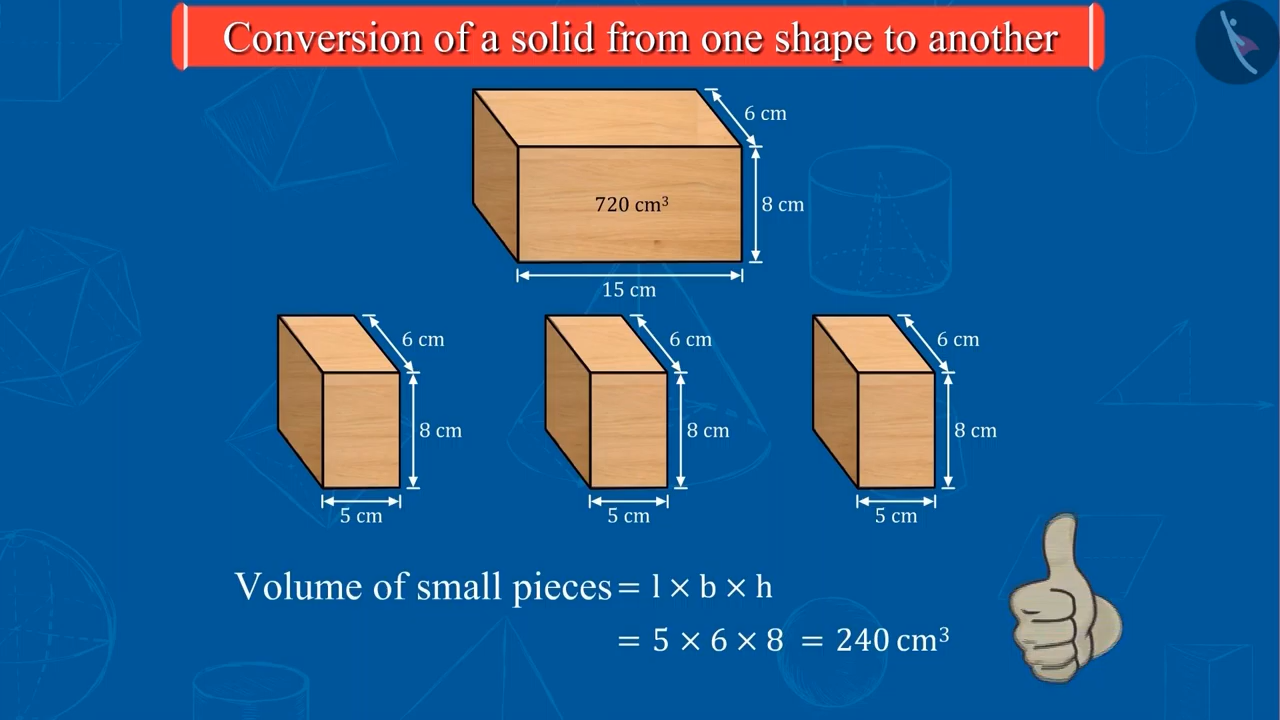 Conversion of a solid from one shape to another
6 cm
720 cm³
8 cm
15 cm
6 cm
8 cm
5 cm
6 cm
8 cm
5 cm
6 cm
8 cm
5 cm
Volume of small pieces = l × b × h
= 5 × 6 × 8 = 240 cm³